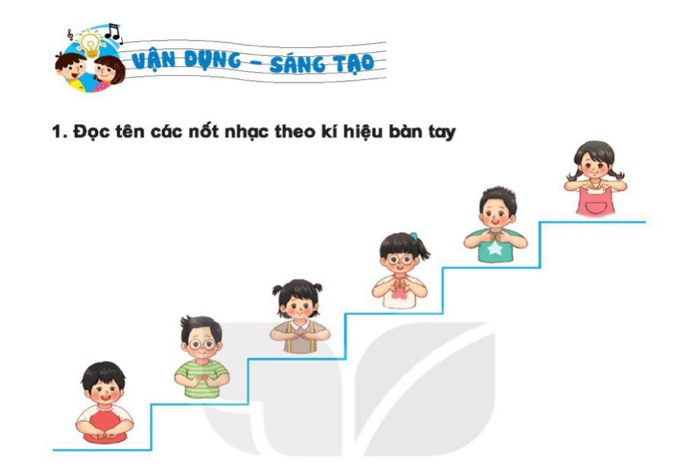 VẬN DỤNG – SÁNG TẠO
1. Đọc tên các nốt nhạc theo kí hiệu bàn tay